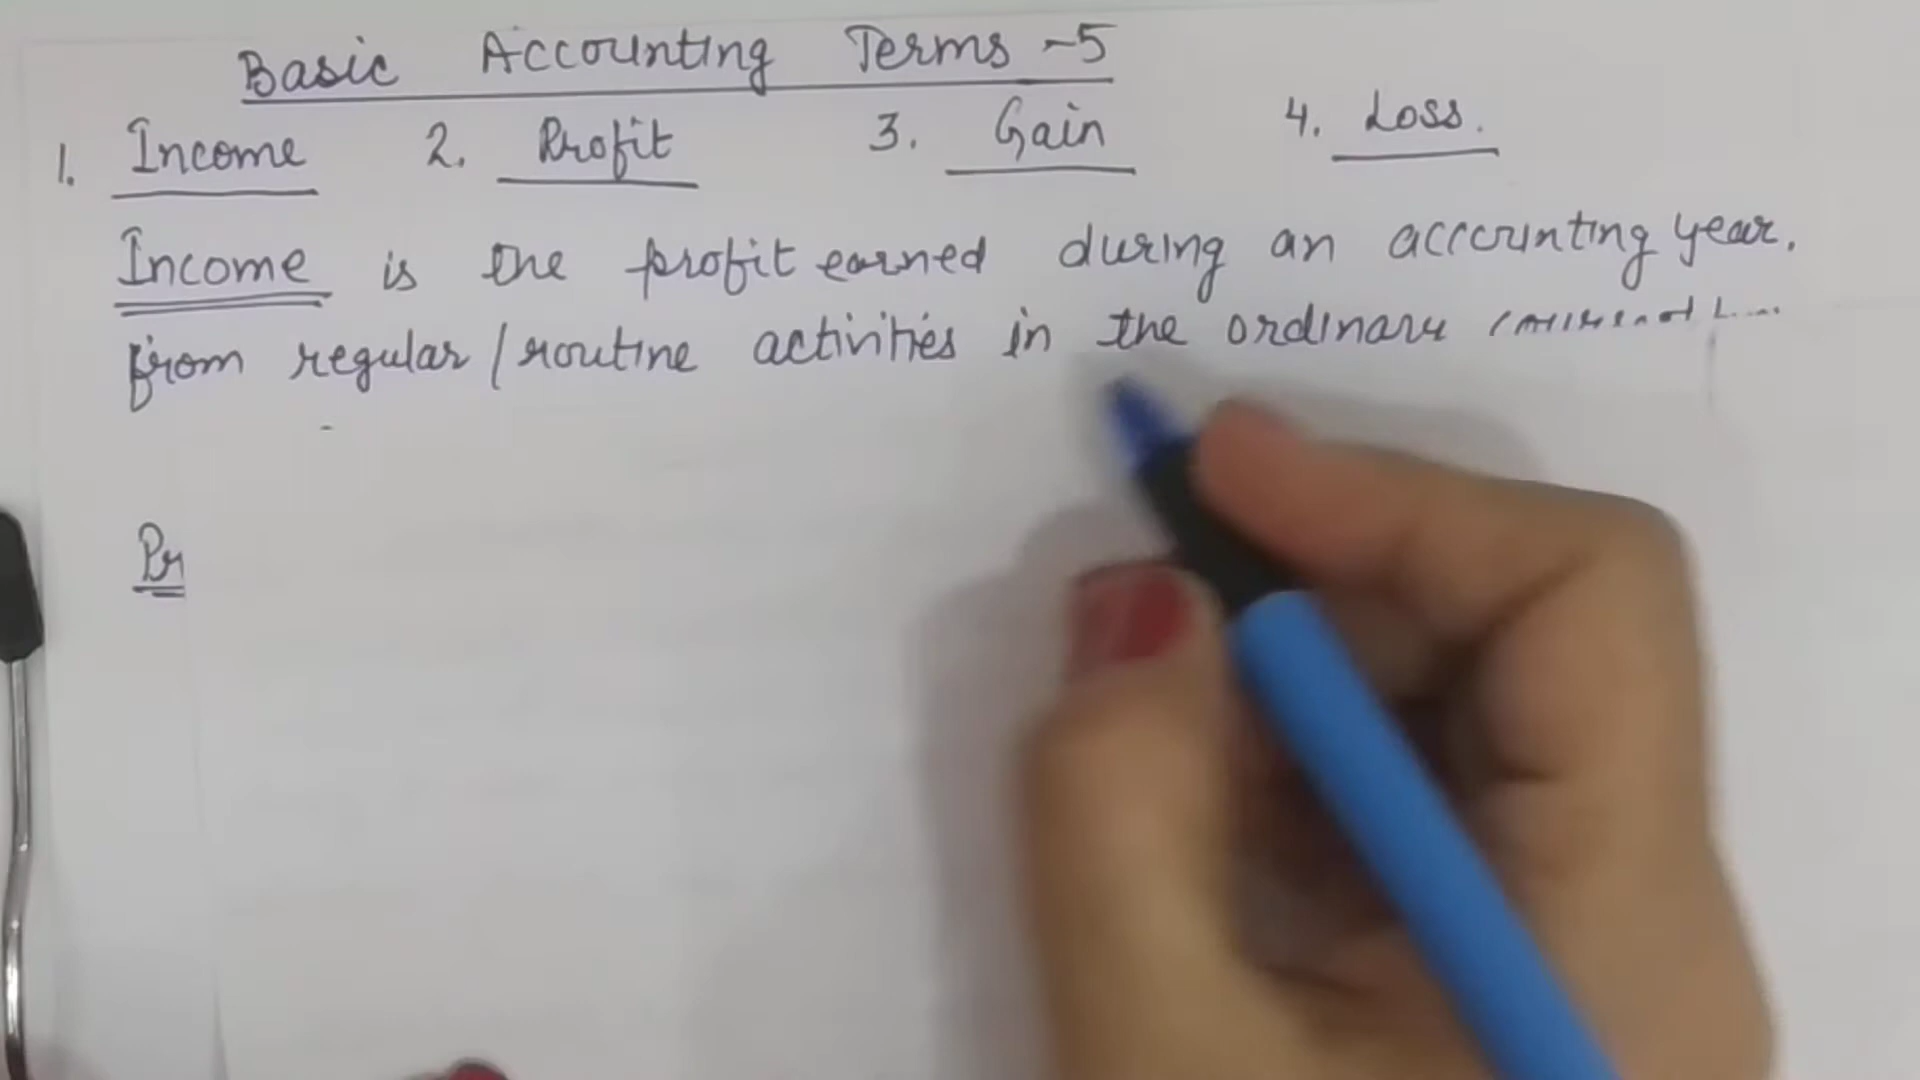 Basic Accounting Terms -5
1. Income 2. Profit 3. Gain 4. Loss.
Income is the profit earned during an accounting year.
from regular/routine activities in the ordinary
Pr